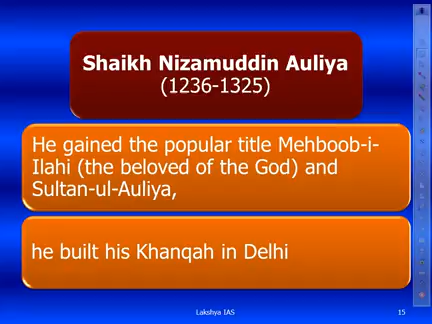 Shaikh Nizamuddin Auliya
(1236-1325)
He gained the popular title Mehboob-i-
Ilahi (the beloved of the God) and
Sultan-ul-Auliya,
he built his Khanqah in Delhi
Lakshya IAS
15